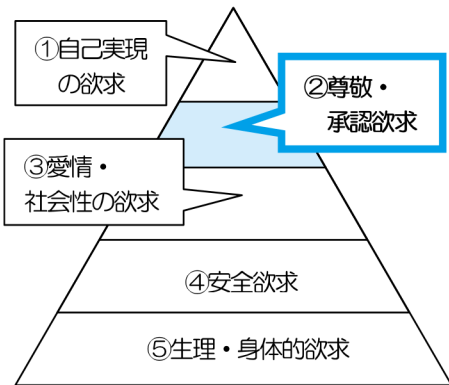 ①自己実現
の欲求
②尊敬・
承認欲求
③愛情・
社会性の欲求
④安全欲求
⑤生理・身体的欲求